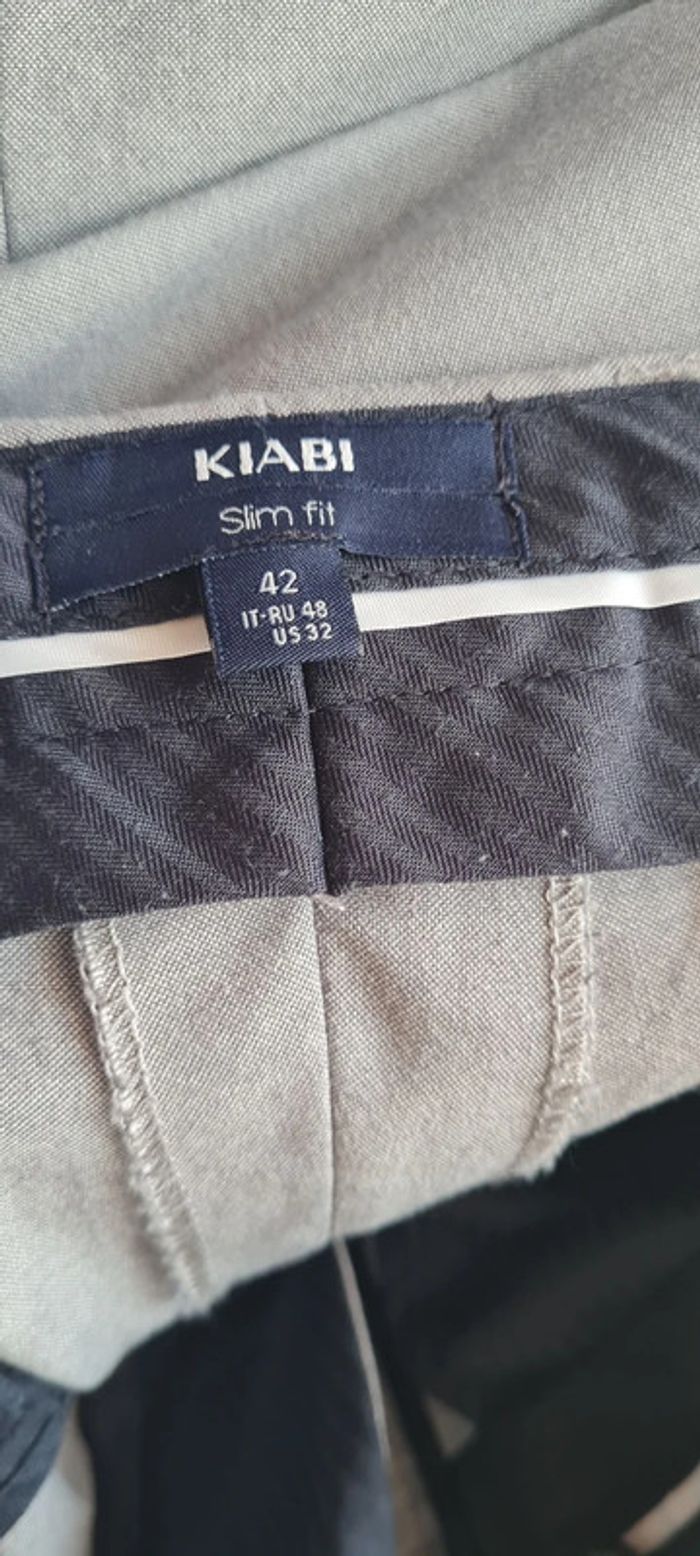 KIABI
Slim fit
42
IT-RU 48
US 32